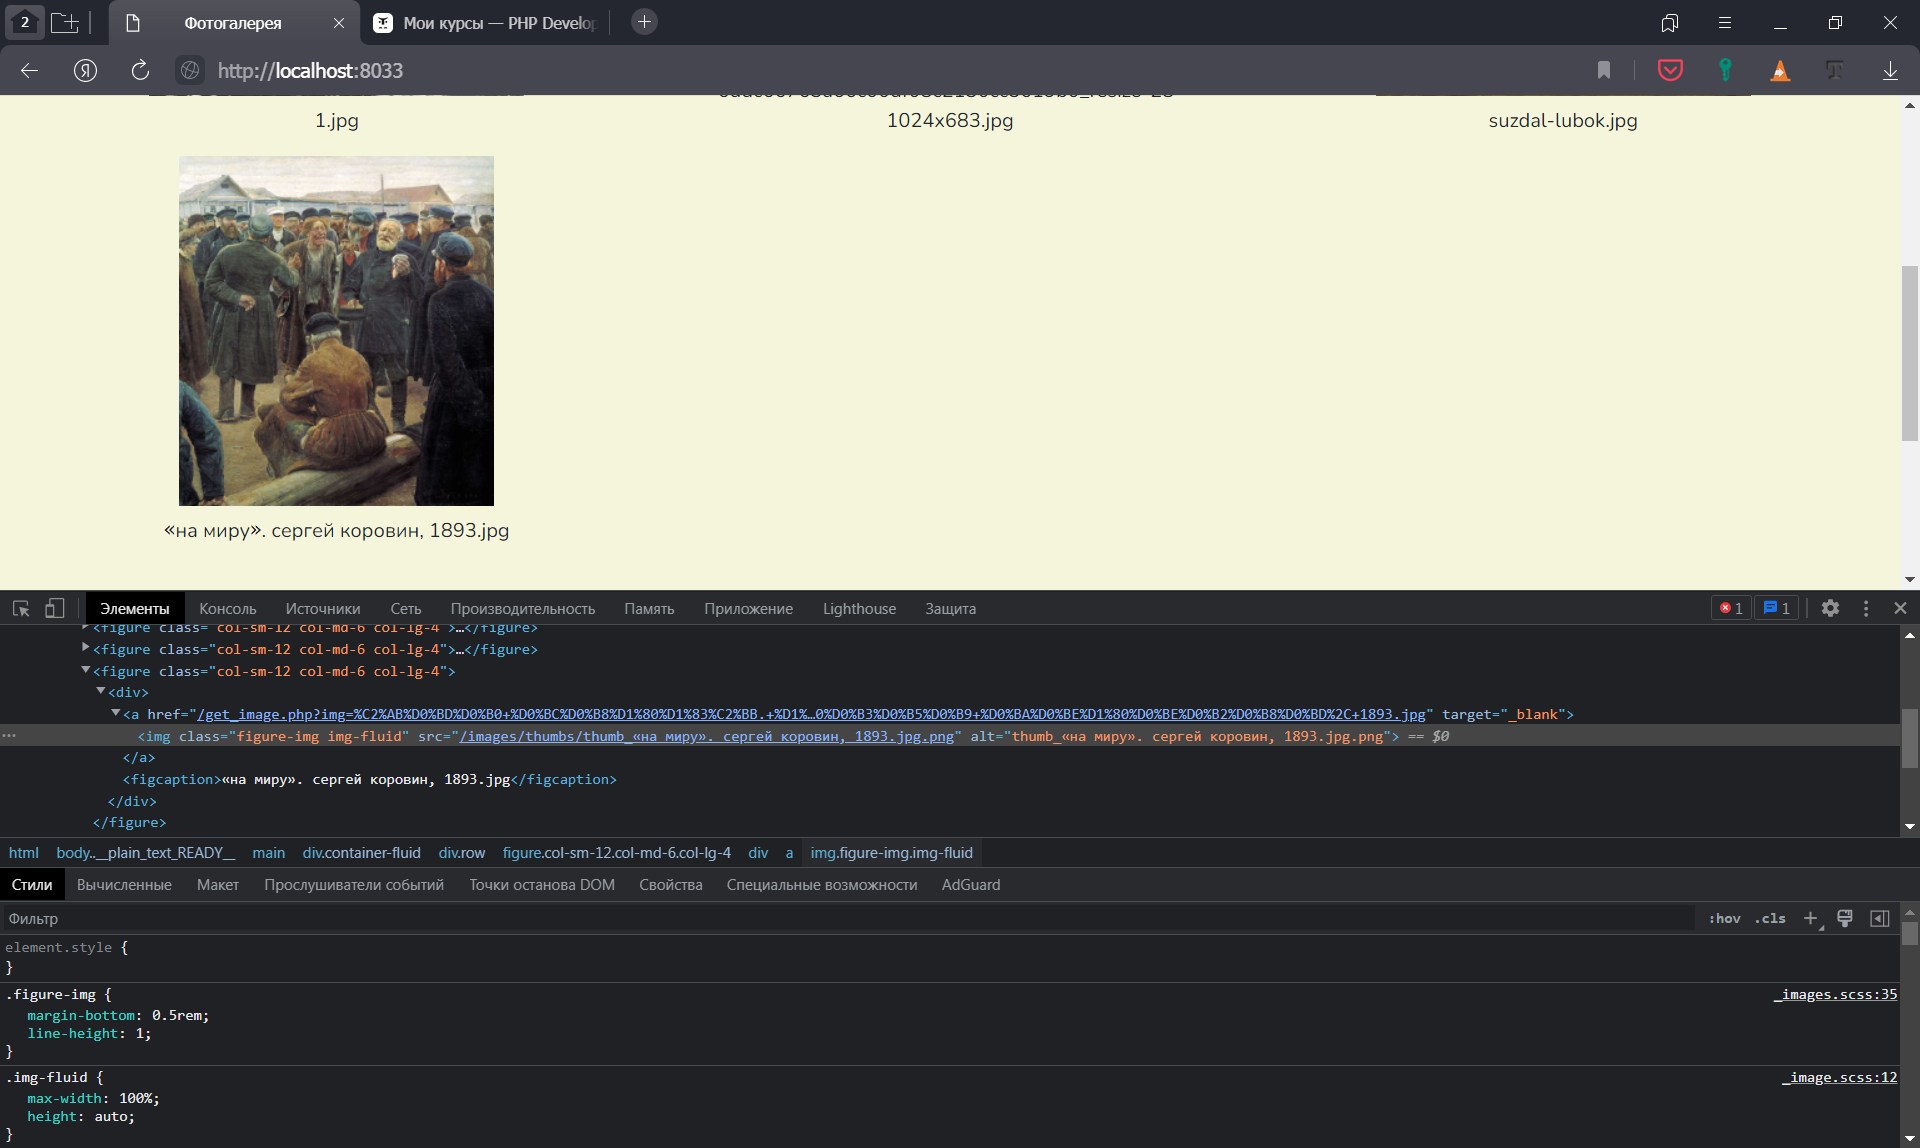 2
Фотогалерея
Мои курсы — PHP Develop
http://localhost:8033
1.jpg
1024x683.jpg
suzdal-lubok.jpg
«на миру». сергей коровин, 1893.jpg
Элементы Консоль Источники Сеть Производительность Память Приложение Lighthouse Защита 1 1
<figure class="col-sm-12 col-md-6 col-lg-4">…</figure>
<figure class="col-sm-12 col-md-6 col-lg-4">…</figure>
<figure class="col-sm-12 col-md-6 col-lg-4">
<div>
<a href="/get_image.php?img=%C2%AB%D0%BD%D0%B0+%D0%BC%D0%B8%D1%80%D1%83%C2%BB.+%D1%…0%D0%B3%D0%B5%D0%B9+%D0%BA%D0%BE%D1%80%D0%BE%D0%B2%D0%B8%D0%BD%2C+1893.jpg" target="_blank">
<img class="figure-img img-fluid" src="/images/thumbs/thumb_«на миру». сергей коровин, 1893.jpg.png" alt="thumb_«на миру». сергей коровин, 1893.jpg.png"> == $0
</a>
<figcaption>«на миру». сергей коровин, 1893.jpg</figcaption>
</div>
</figure>
html body.__plain_text_READY__ main div.container-fluid div.row figure.col-sm-12.col-md-6.col-lg-4 div a img.figure-img.img-fluid
Стили Вычисленные Макет Прослушиватели событий Точки останова DOM Свойства Специальные возможности AdGuard
Фильтр :hov .cls
element.style {
}
.figure-img { _images.scss:35
margin-bottom: 0.5rem;
line-height: 1;
}
.img-fluid { _image.scss:12
max-width: 100%;
height: auto;
}